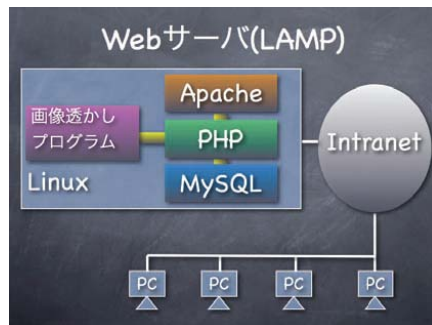 Webサーバ(LAMP)
Apache
画像透かし
プログラム
PHP
Intranet
Linux
MySQL
PC
PC
PC
PC